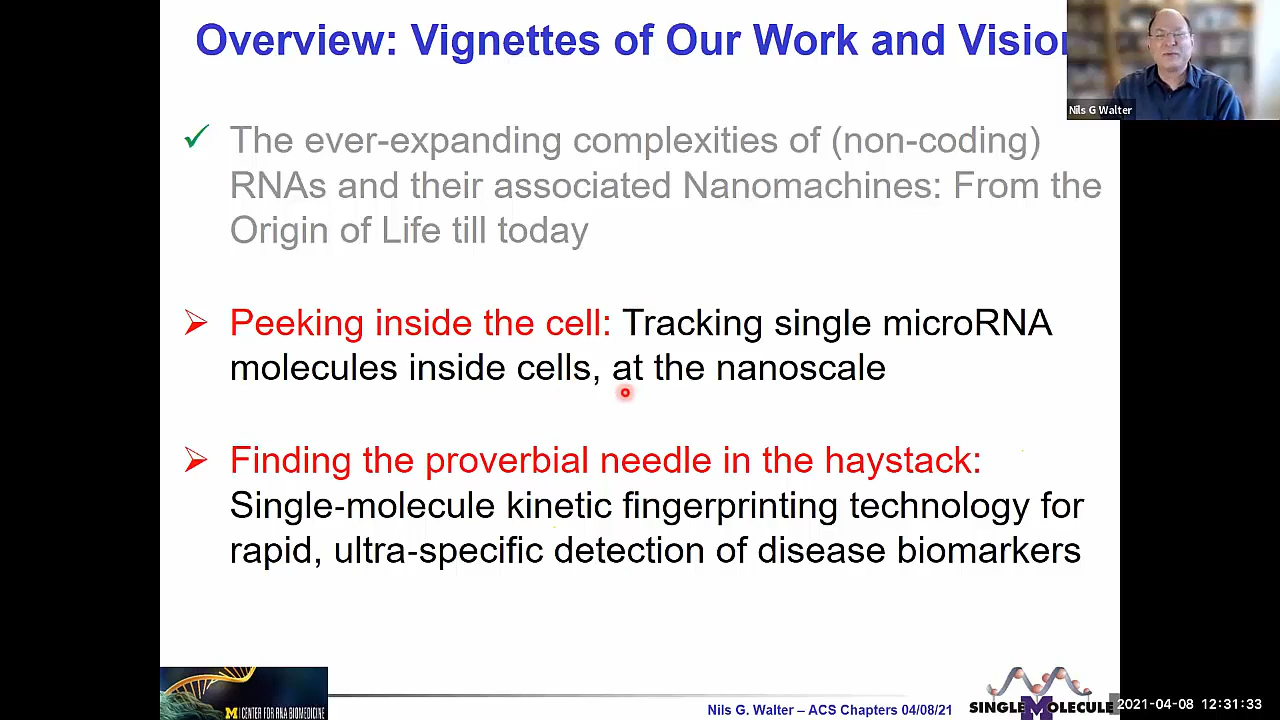 Overview: Vignettes of Our Work and Vision
Nils G Walter
✓ The ever-expanding complexities of (non-coding)
RNAs and their associated Nanomachines: From the
Origin of Life till today
➢ Peeking inside the cell: Tracking single microRNA
molecules inside cells, at the nanoscale
➢ Finding the proverbial needle in the haystack:
Single-molecule kinetic fingerprinting technology for
rapid, ultra-specific detection of disease biomarkers
M | CENTER FOR RNA BIOMEDICINE
Nils G. Walter – ACS Chapters 04/08/21
SINGLE MOLECULE
2021-04-08 12:31:33